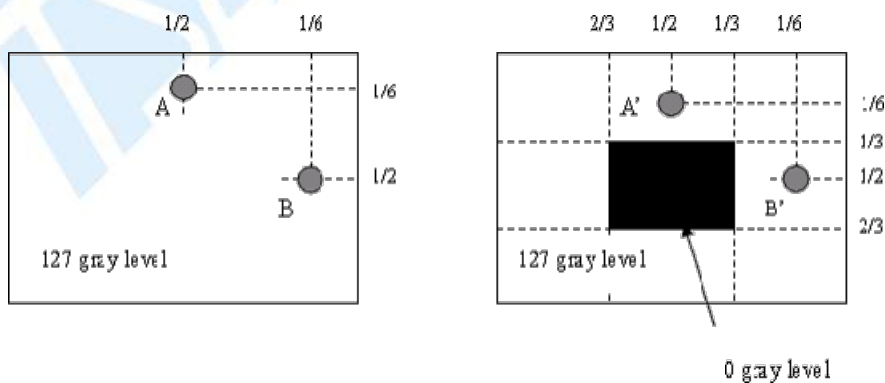 1/2 1/6
A
1/6
B
1/2
127 gray level
2/3 1/2 1/3 1/6
A'
1/6
1/3
1/2
B'
2/3
127 gray level
0 gray level